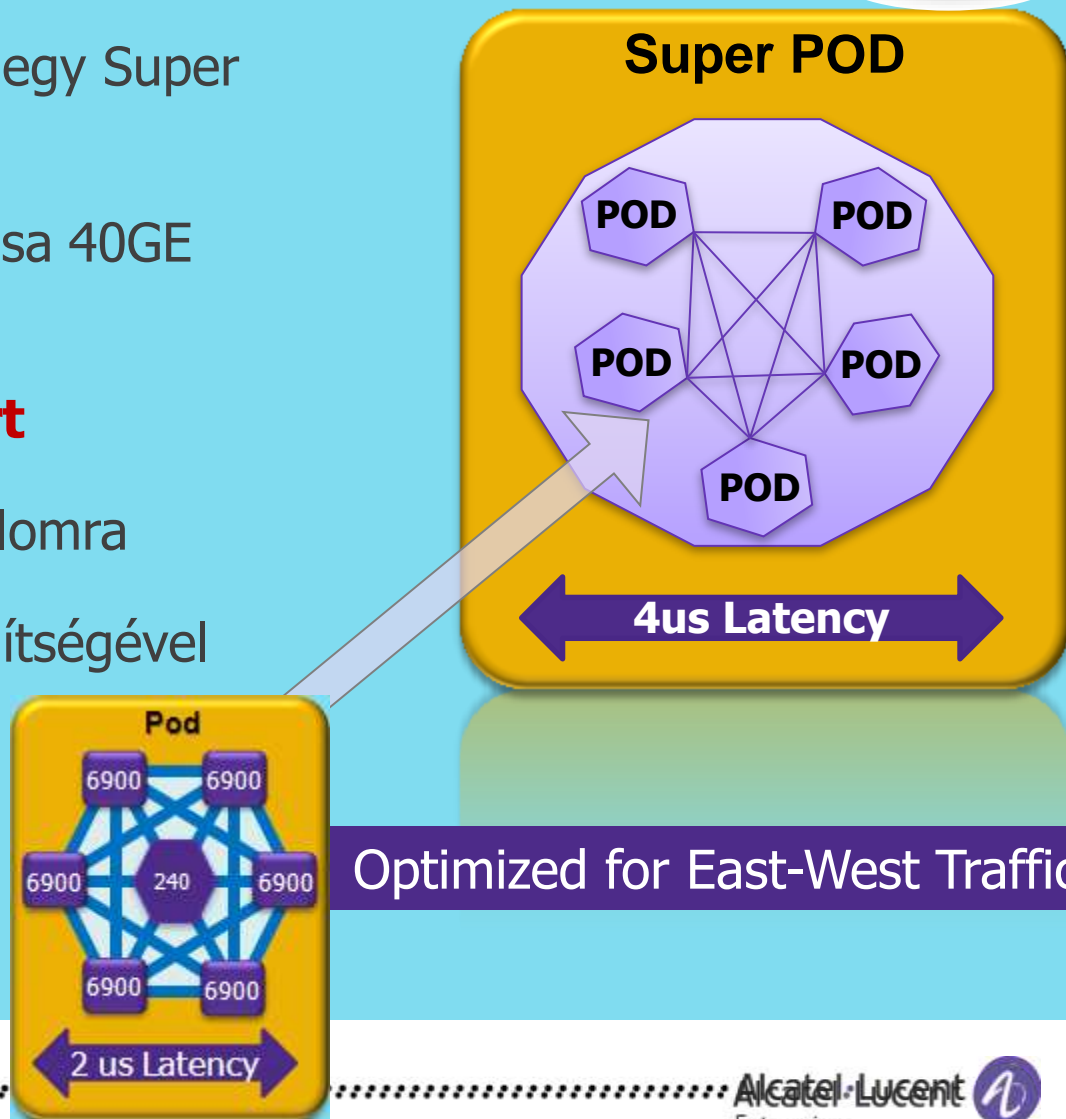 egy Super
sa 40GE
rt
lomra
ítségével
Super POD
POD POD
POD POD
POD
4us Latency
Pod
6900 6900
6900 240 6900
6900 6900
2 us Latency
Optimized for East-West Traffic
Alcatel·Lucent